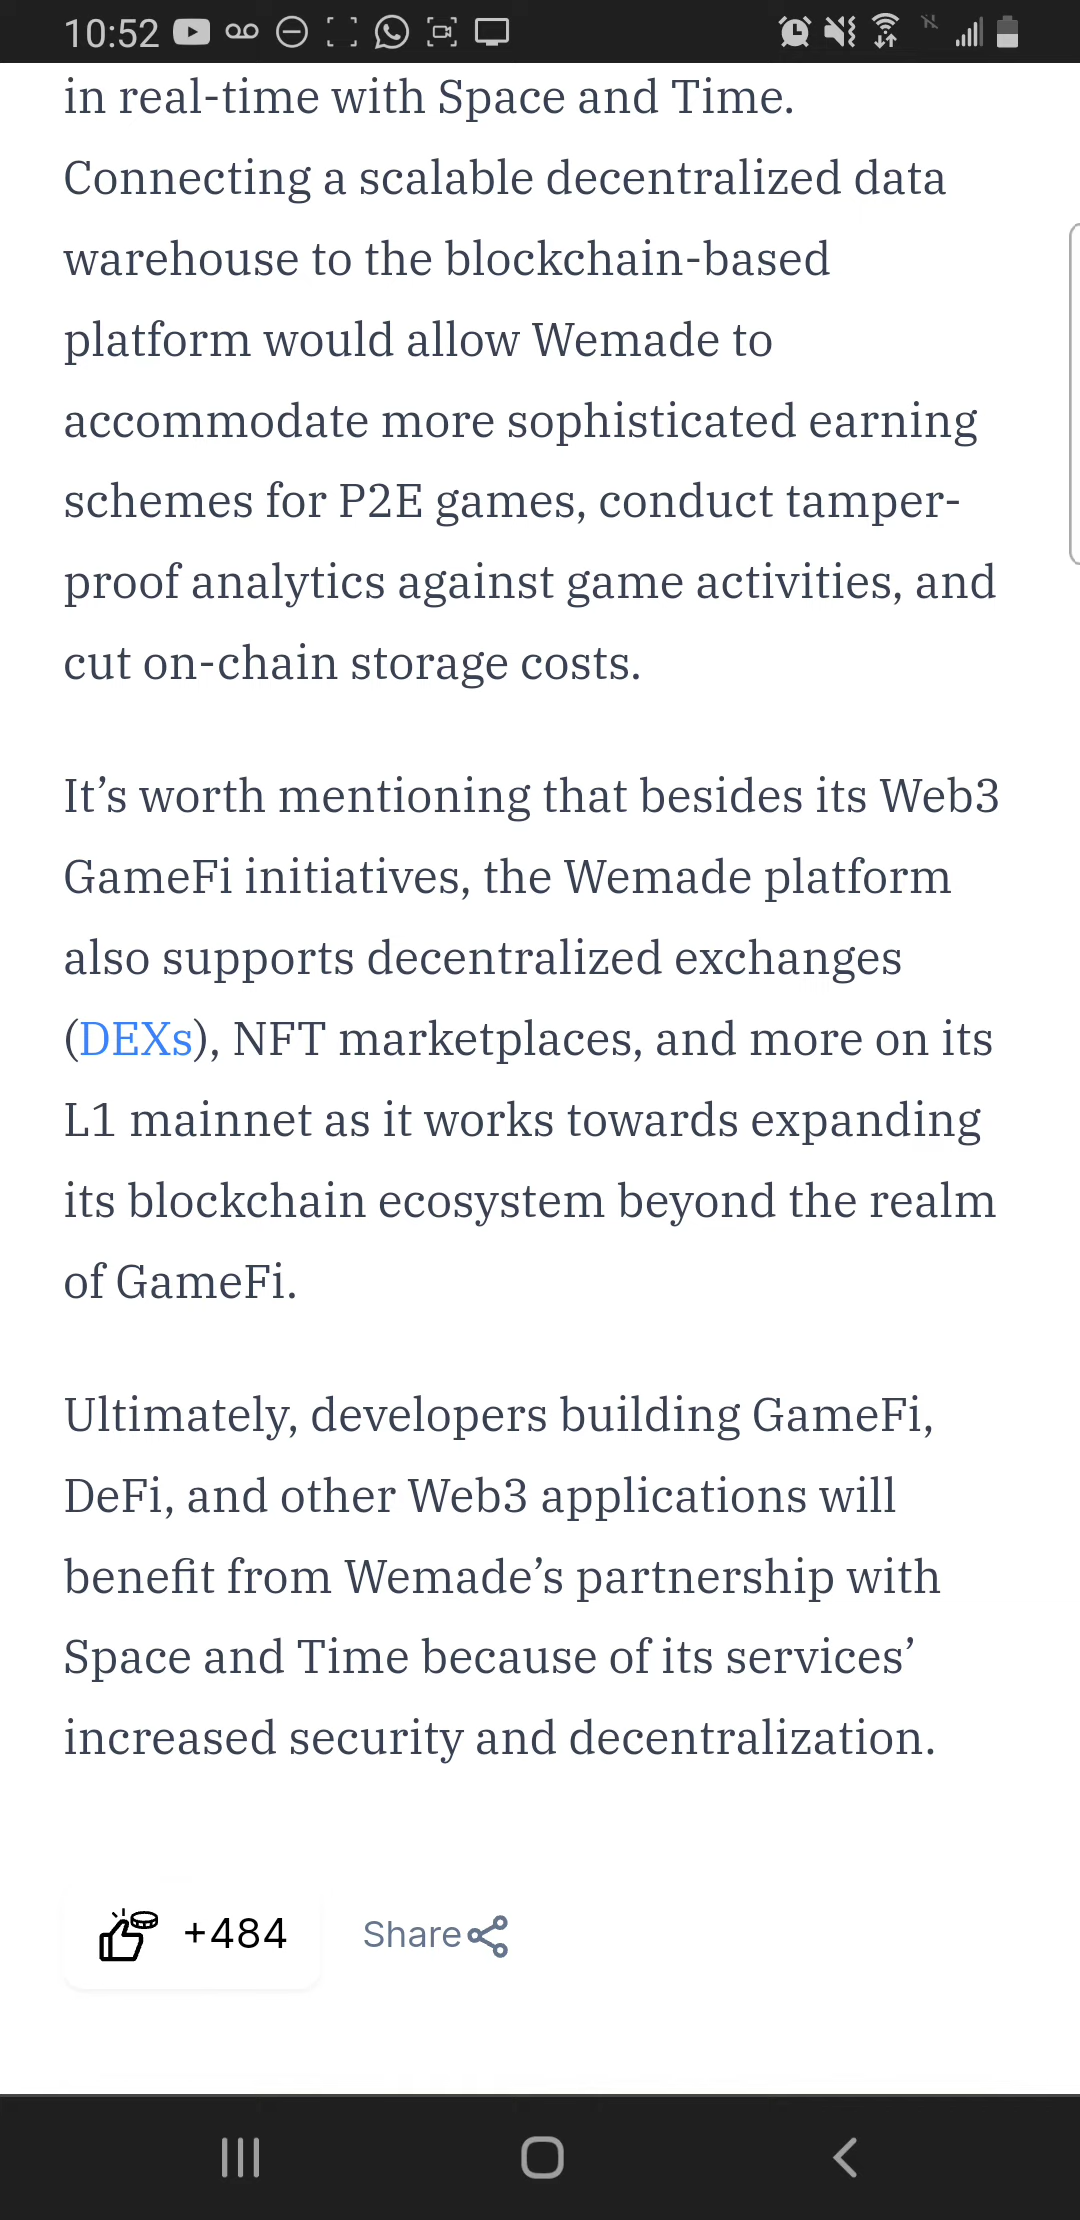 10:52
in real-time with Space and Time.
Connecting a scalable decentralized data
warehouse to the blockchain-based
platform would allow Wemade to
accommodate more sophisticated earning
schemes for P2E games, conduct tamper-
proof analytics against game activities, and
cut on-chain storage costs.
It’s worth mentioning that besides its Web3
GameFi initiatives, the Wemade platform
also supports decentralized exchanges
(DEXs), NFT marketplaces, and more on its
L1 mainnet as it works towards expanding
its blockchain ecosystem beyond the realm
of GameFi.
Ultimately, developers building GameFi,
DeFi, and other Web3 applications will
benefit from Wemade’s partnership with
Space and Time because of its services’
increased security and decentralization.
+484 Share